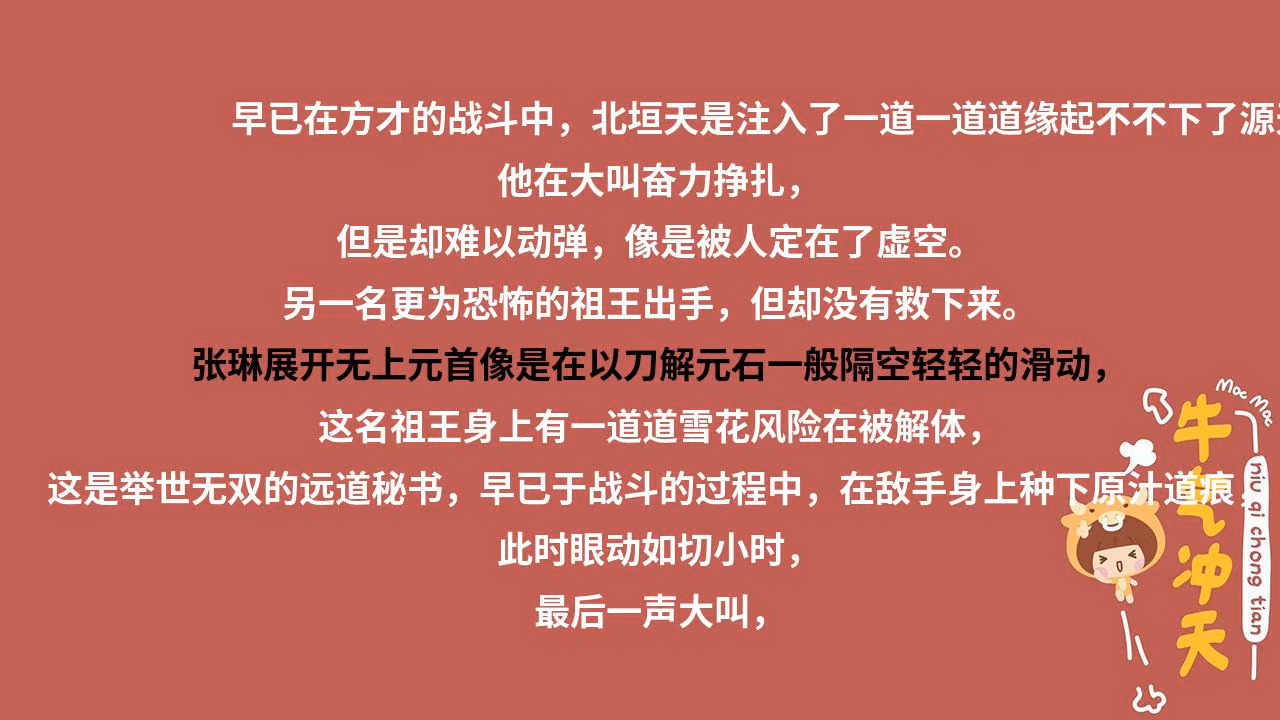 早已在方才的战斗中，北垣天是注入了一道一道道缘起不不下了源
他在大叫奋力挣扎，
但是却难以动弹，像是被人定在了虚空。
另一名更为恐怖的祖王出手，但却没有救下来。
张琳展开无上元首像是在以刀解元石一般隔空轻轻的滑动，
这名祖王身上有一道道雪花风险在被解体，
这是举世无双的远道秘书，早已于战斗的过程中，在敌手身上种下原汁道痕，
此时眼动如切小时，
最后一声大叫，
Moc Moc
牛气冲天
niu qi chong tian